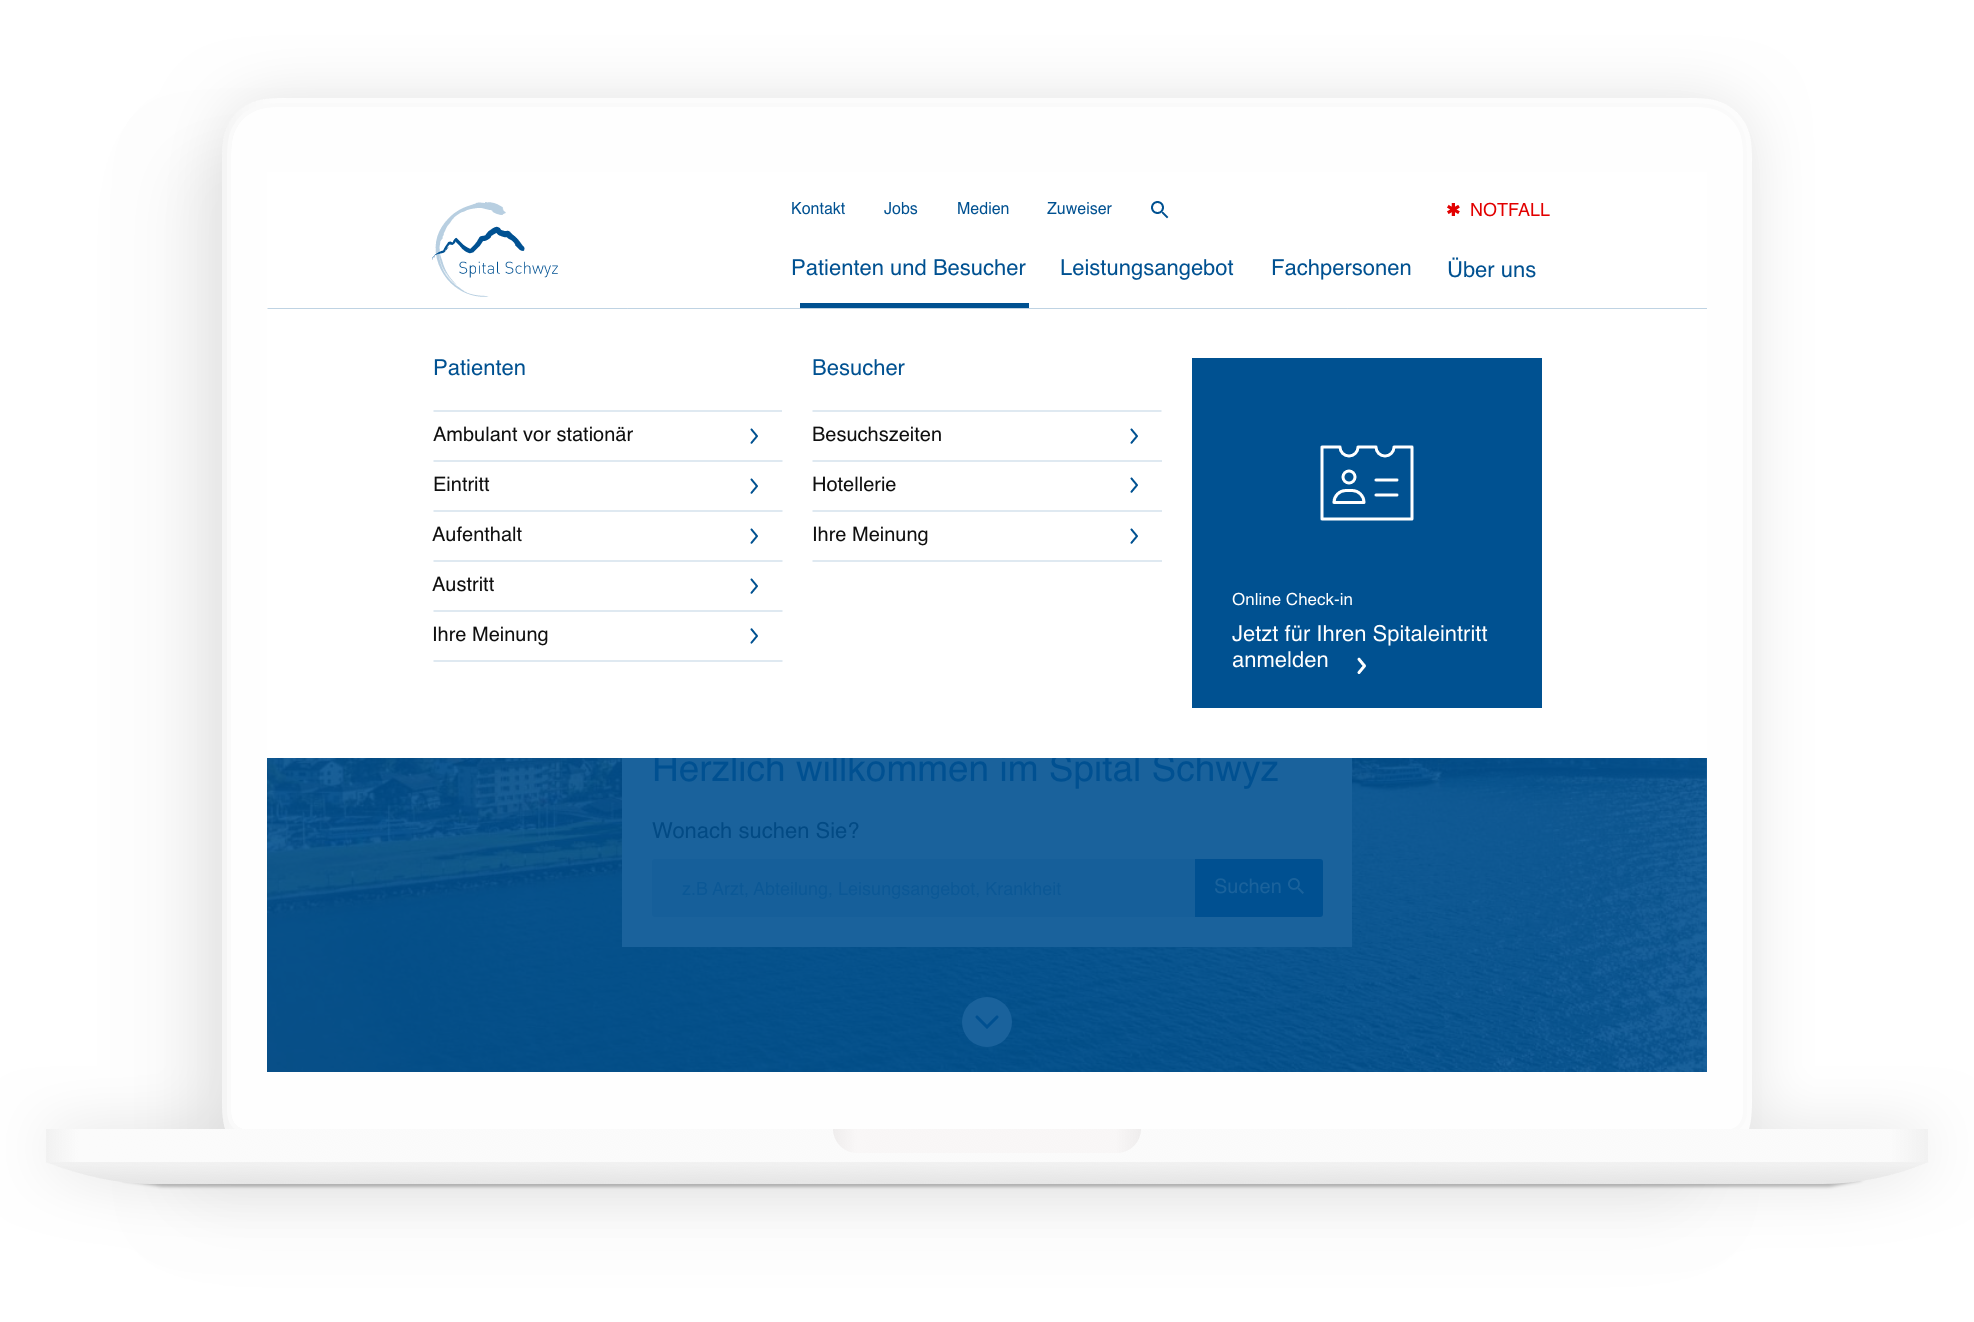 Spital Schwyz
Kontakt Jobs Medien Zuweiser
✱ NOTFALL
Patienten und Besucher Leistungsangebot Fachpersonen Über uns
Patienten
Ambulant vor stationär
Eintritt
Aufenthalt
Austritt
Ihre Meinung
Besucher
Besuchszeiten
Hotellerie
Ihre Meinung
Online Check-in
Jetzt für Ihren Spitaleintritt
anmelden
Herzlich willkommen im Spital Schwyz
Wonach suchen Sie?
z.B Arzt, Abteilung, Leisungsangebot, Krankheit
Suchen